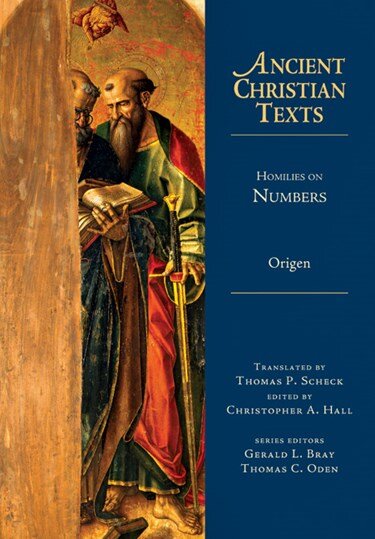 ANCIENT
CHRISTIAN
TEXTS
HOMILIES ON
NUMBERS
Origen
TRANSLATED BY
THOMAS P. SCHECK
EDITED BY
CHRISTOPHER A. HALL
SERIES EDITORS
GERALD L. BRAY
THOMAS C. ODEN